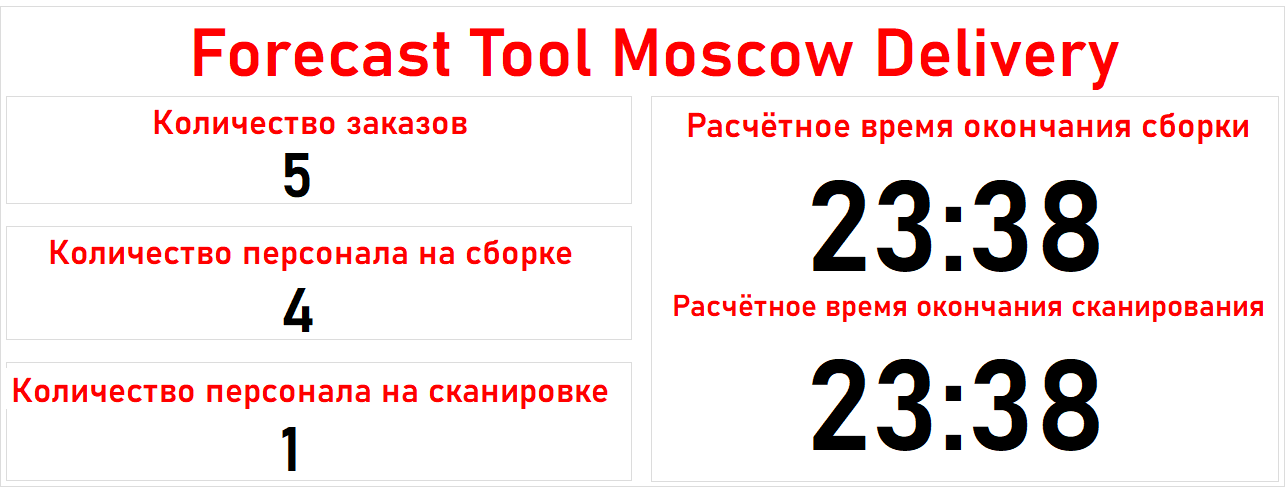 Forecast Tool Moscow Delivery
Количество заказов
5
Количество персонала на сборке
4
Количество персонала на сканировке
1
Расчётное время окончания сборки
23:38
Расчётное время окончания сканирования
23:38